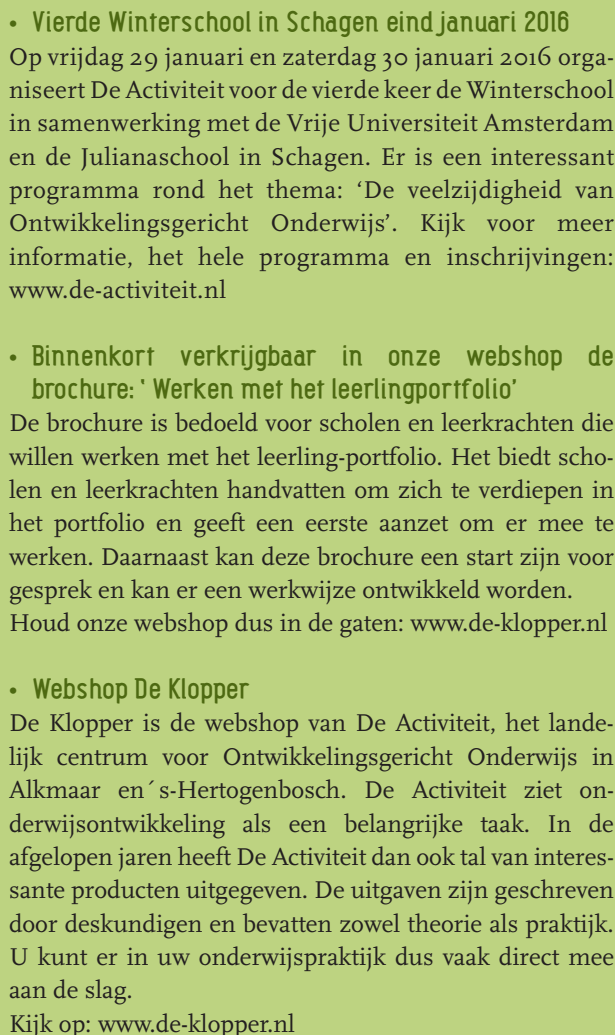 • Vierde Winterschool in Schagen eind januari 2016
Op vrijdag 29 januari en zaterdag 30 januari 2016 orga-
niseert De Activiteit voor de vierde keer de Winterschool
in samenwerking met de Vrije Universiteit Amsterdam
en de Julianaschool in Schagen. Er is een interessant
programma rond het thema: ‘De veelzijdigheid van
Ontwikkelingsgericht Onderwijs’. Kijk voor meer
informatie, het hele programma en inschrijvingen:
www.de-activiteit.nl
• Binnenkort verkrijgbaar in onze webshop de
brochure: ‘ Werken met het leerlingportfolio’
De brochure is bedoeld voor scholen en leerkrachten die
willen werken met het leerling-portfolio. Het biedt scho-
len en leerkrachten handvatten om zich te verdiepen in
het portfolio en geeft een eerste aanzet om er mee te
werken. Daarnaast kan deze brochure een start zijn voor
gesprek en kan er een werkwijze ontwikkeld worden.
Houd onze webshop dus in de gaten: www.de-klopper.nl
• Webshop De Klopper
De Klopper is de webshop van De Activiteit, het lande-
lijk centrum voor Ontwikkelingsgericht Onderwijs in
Alkmaar en´s-Hertogenbosch. De Activiteit ziet on-
derwijsontwikkeling als een belangrijke taak. In de
afgelopen jaren heeft De Activiteit dan ook tal van interes-
sante producten uitgegeven. De uitgaven zijn geschreven
door deskundigen en bevatten zowel theorie als praktijk.
U kunt er in uw onderwijspraktijk dus vaak direct mee
aan de slag.
Kijk op: www.de-klopper.nl